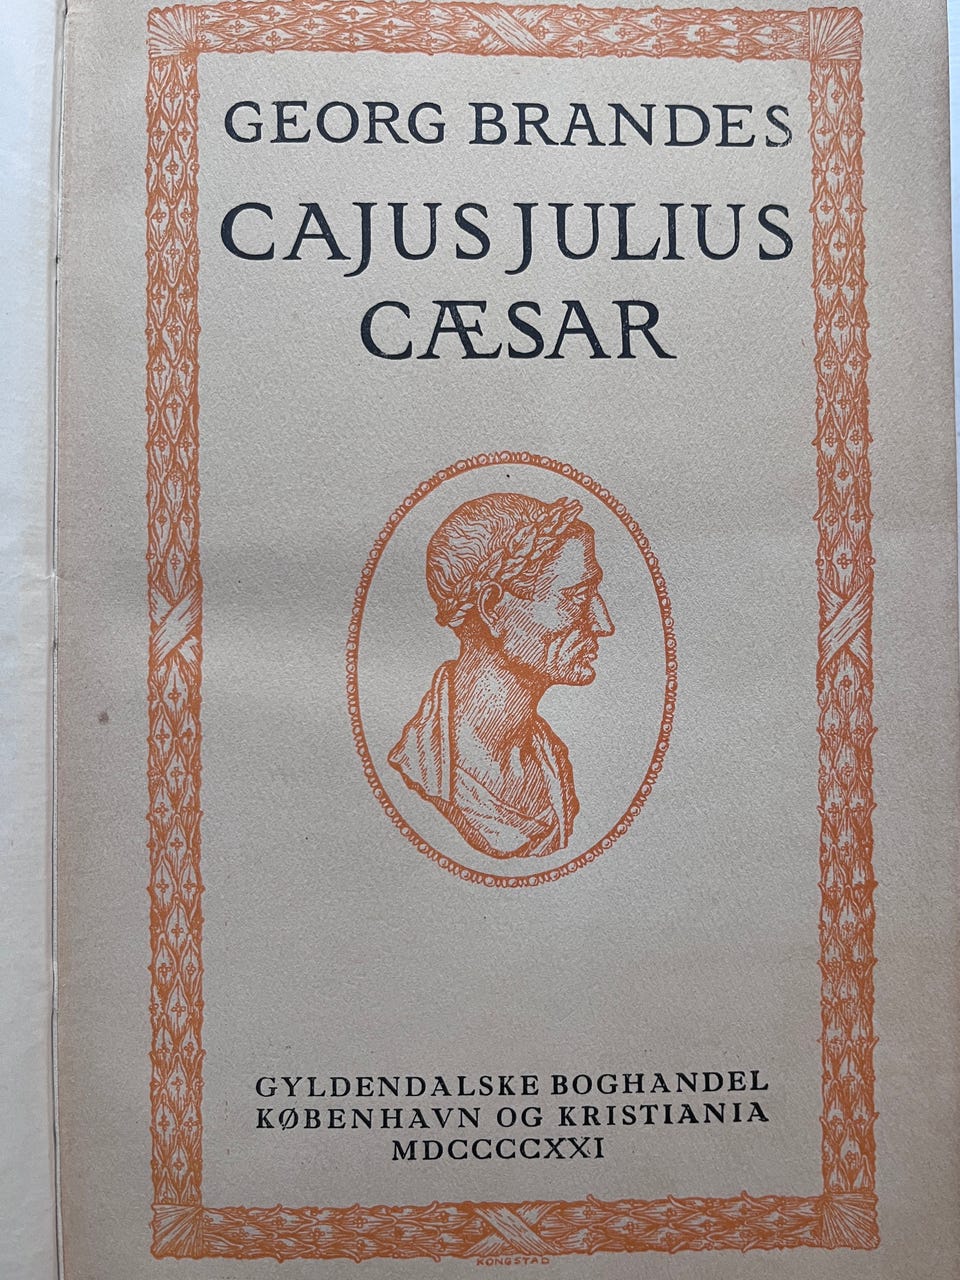 GEORG BRANDES
CAJUS JULIUS
CÆSAR
GYLDENDALSKE BOGHANDEL
KØBENHAVN OG KRISTIANIA
MDCCCCXXI
KONGSTAD